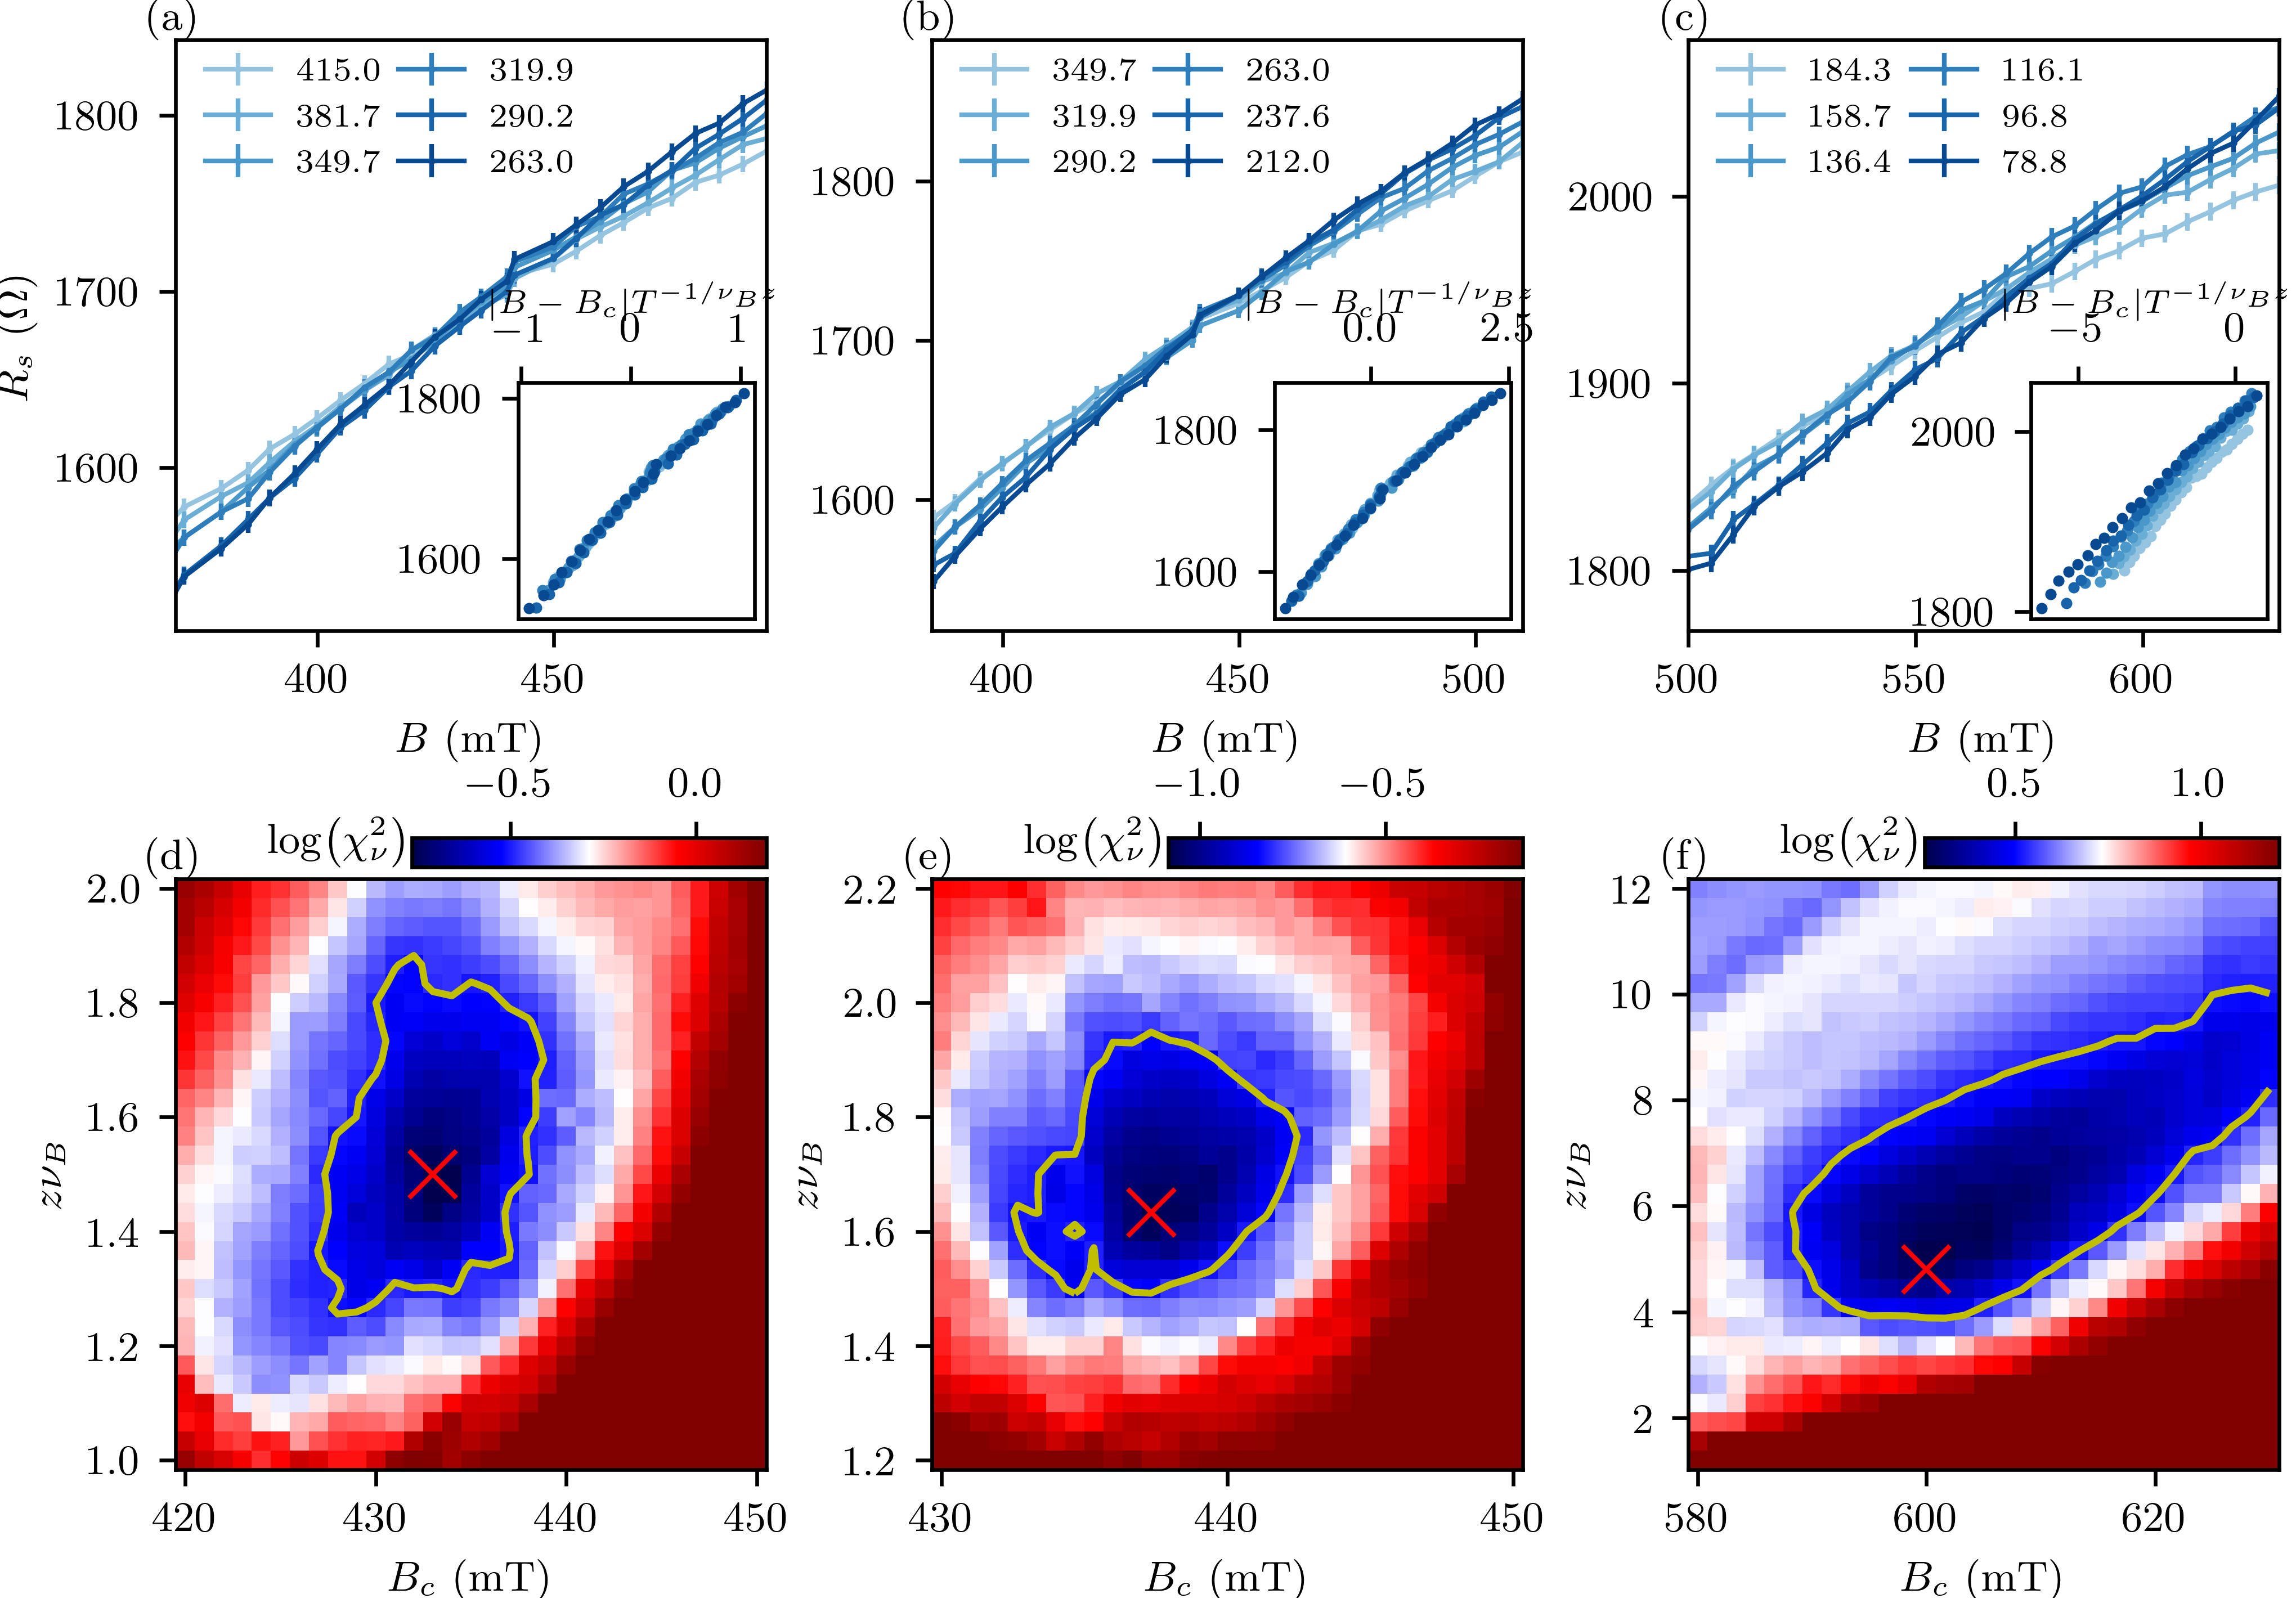 (a)
415.0 319.9
381.7 290.2
349.7 263.0
1800
1700
1600
R_s (Ω)
|B − B_c|T^{−1/ν_B z}
−1 0 1
1800
1600
400 450
B (mT)
(b)
349.7 263.0
319.9 237.6
290.2 212.0
1800
1700
1600
|B − B_c|T^{−1/ν_B z}
0.0 2.5
1800
1600
400 450 500
B (mT)
(c)
184.3 116.1
158.7 96.8
136.4 78.8
2000
1900
1800
|B − B_c|T^{−1/ν_B z}
−5 0
2000
1800
500 550 600
B (mT)
(d)
log(χ²_ν)
−0.5 0.0
2.0
1.8
1.6
1.4
1.2
1.0
zν_B
420 430 440 450
B_c (mT)
(e)
log(χ²_ν)
−1.0 −0.5
2.2
2.0
1.8
1.6
1.4
1.2
zν_B
430 440 450
B_c (mT)
(f)
log(χ²_ν)
0.5 1.0
12
10
8
6
4
2
zν_B
580 600 620
B_c (mT)